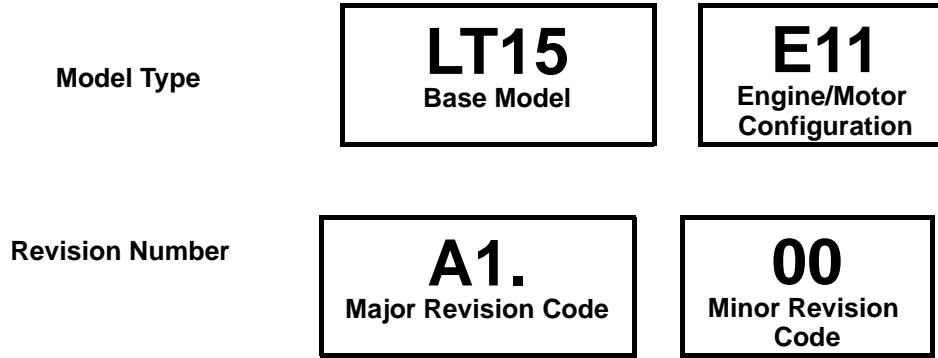 Model Type
LT15
Base Model
E11
Engine/Motor
Configuration
Revision Number
A1.
Major Revision Code
00
Minor Revision
Code